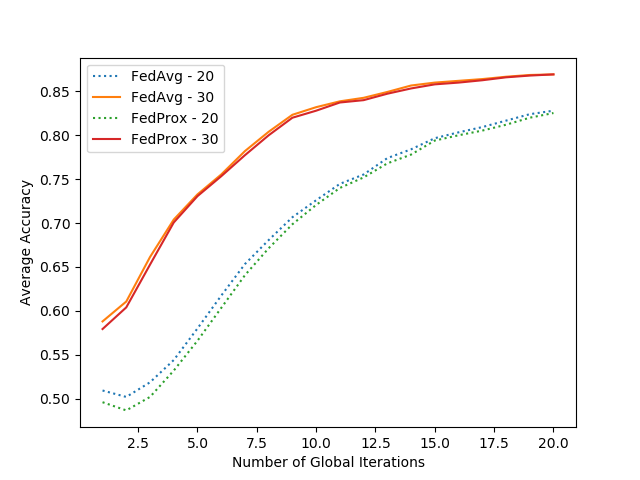 FedAvg - 20
FedAvg - 30
FedProx - 20
FedProx - 30
0.85
0.80
0.75
0.70
0.65
0.60
0.55
0.50
Average Accuracy
2.5 5.0 7.5 10.0 12.5 15.0 17.5 20.0
Number of Global Iterations